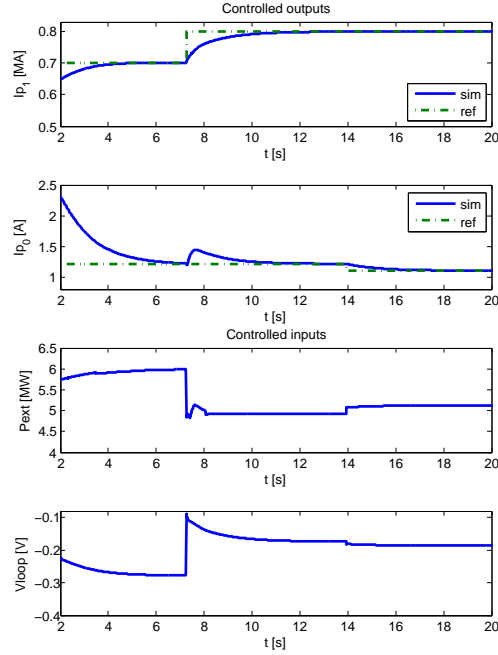 Controlled outputs
Ip1 [MA]
0.8
0.7
0.6
0.5
2 4 6 8 10 12 14 16 18 20
t [s]
sim
ref
Ip0 [A]
2.5
2
1.5
1
2 4 6 8 10 12 14 16 18 20
t [s]
sim
ref
Controlled inputs
Pext [MW]
6.5
6
5.5
5
4.5
4
2 4 6 8 10 12 14 16 18 20
t [s]
Vloop [V]
−0.1
−0.2
−0.3
−0.4
2 4 6 8 10 12 14 16 18 20
t [s]